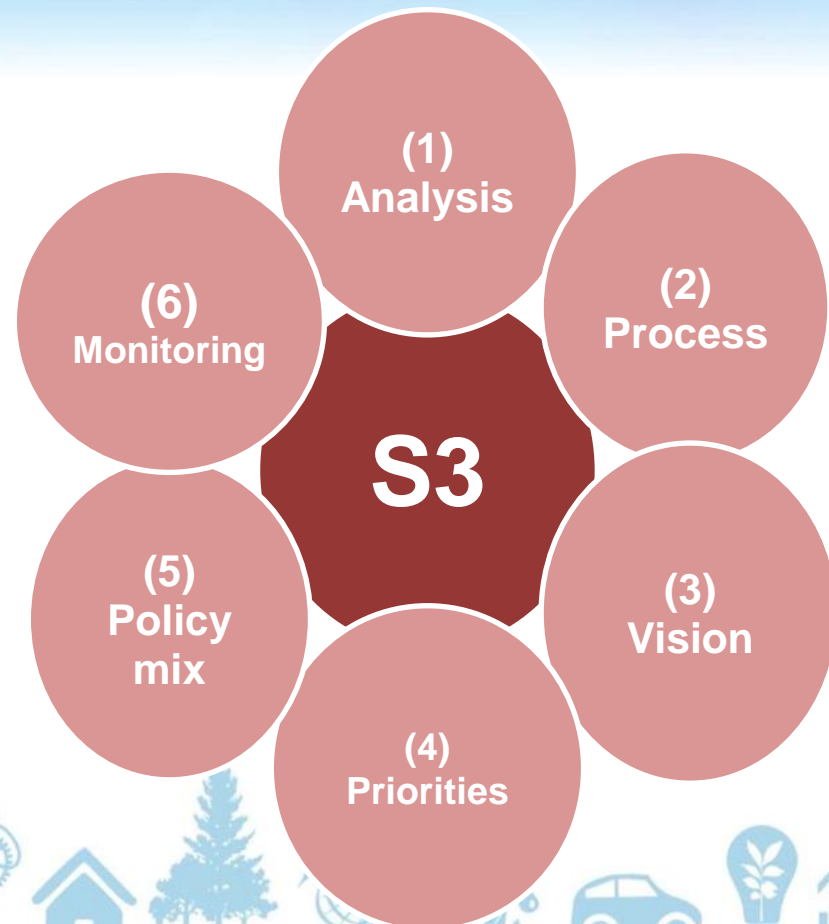 (1)
Analysis
(2)
Process
(6)
Monitoring
S3
(3)
Vision
(5)
Policy
mix
(4)
Priorities